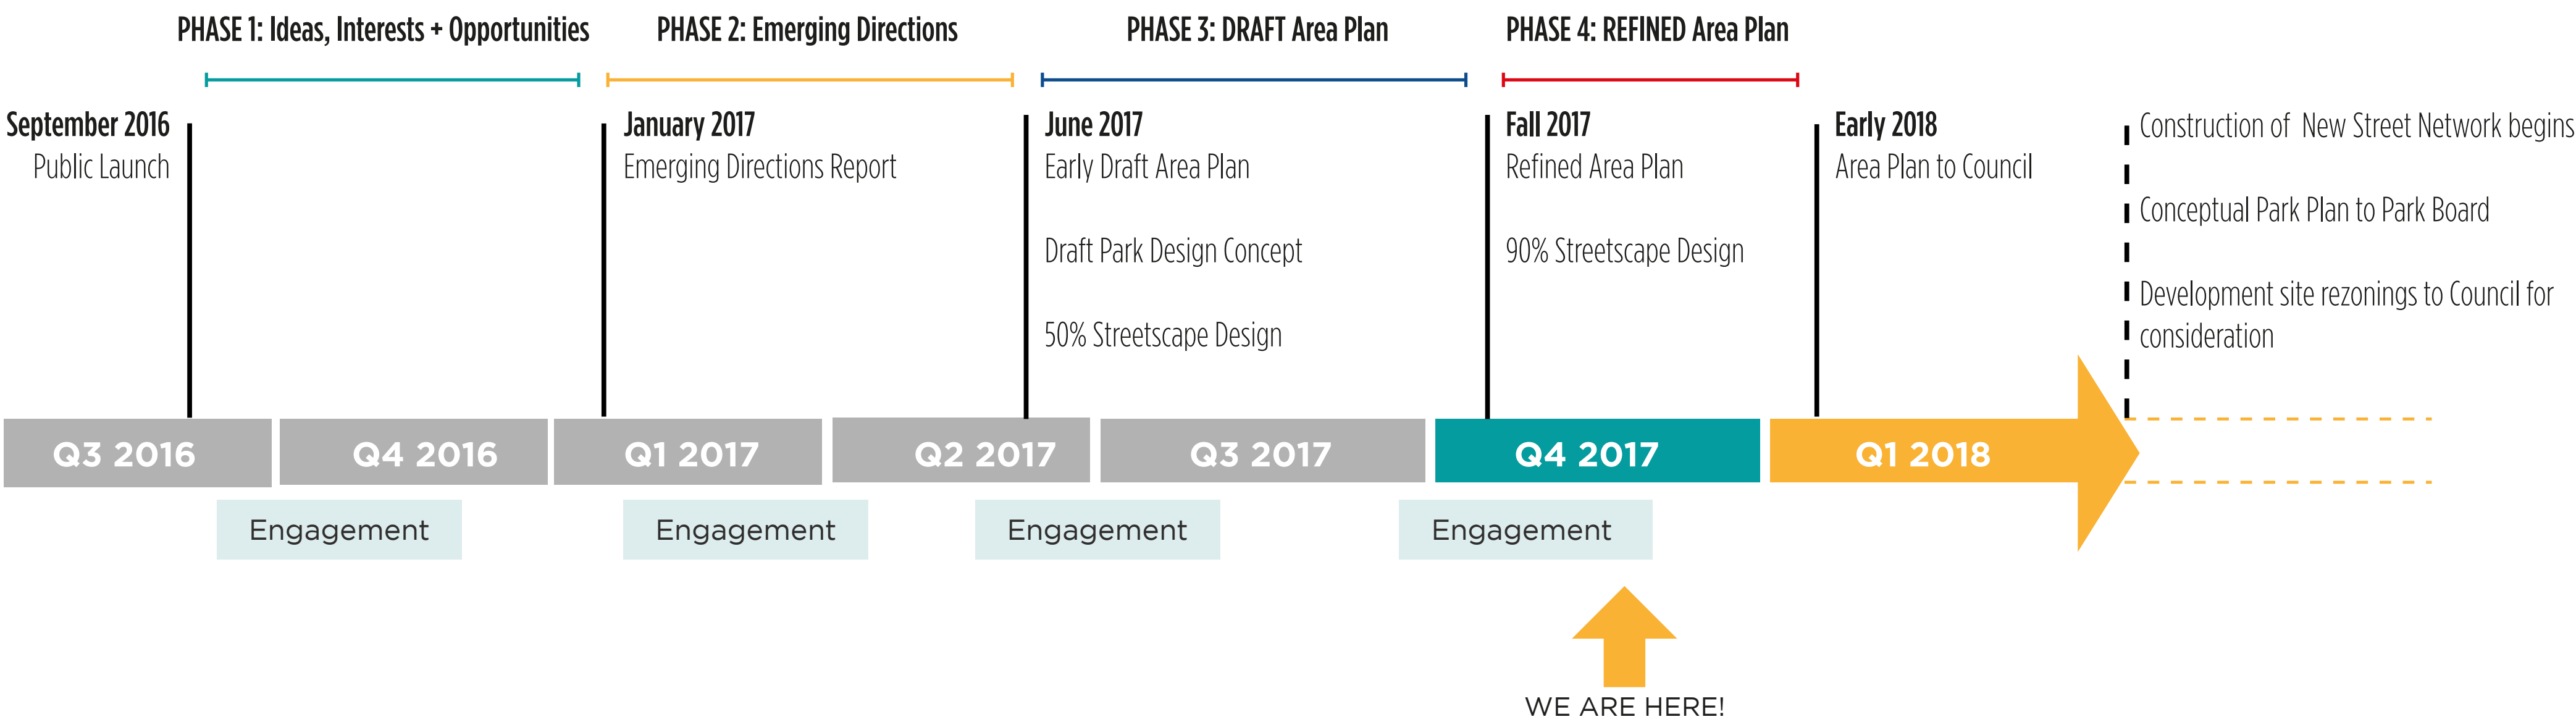 PHASE 1: Ideas, Interests + Opportunities
PHASE 2: Emerging Directions
PHASE 3: DRAFT Area Plan
PHASE 4: REFINED Area Plan
September 2016
Public Launch
January 2017
Emerging Directions Report
June 2017
Early Draft Area Plan
Draft Park Design Concept
50% Streetscape Design
Fall 2017
Refined Area Plan
90% Streetscape Design
Early 2018
Area Plan to Council
Construction of New Street Network begins
Conceptual Park Plan to Park Board
Development site rezonings to Council for
consideration
Q3 2016
Q4 2016
Q1 2017
Q2 2017
Q3 2017
Q4 2017
Q1 2018
Engagement
Engagement
Engagement
Engagement
WE ARE HERE!